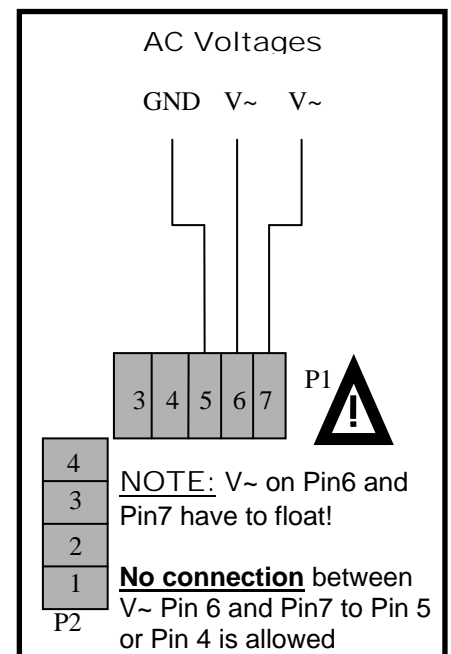 AC Voltages
GND V~ V~
3 4 5 6 7 P1
!
4
3
2
1
P2
NOTE: V~ on Pin6 and
Pin7 have to float!
No connection between
V~ Pin 6 and Pin7 to Pin 5
or Pin 4 is allowed